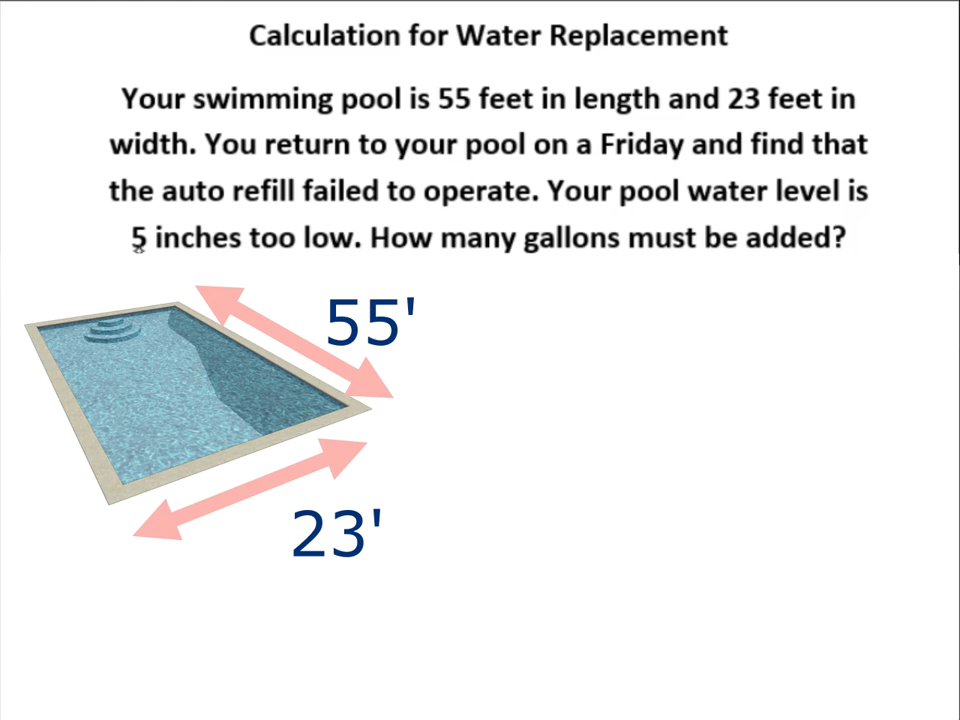 Calculation for Water Replacement
Your swimming pool is 55 feet in length and 23 feet in
width. You return to your pool on a Friday and find that
the auto refill failed to operate. Your pool water level is
5 inches too low. How many gallons must be added?
55'
23'